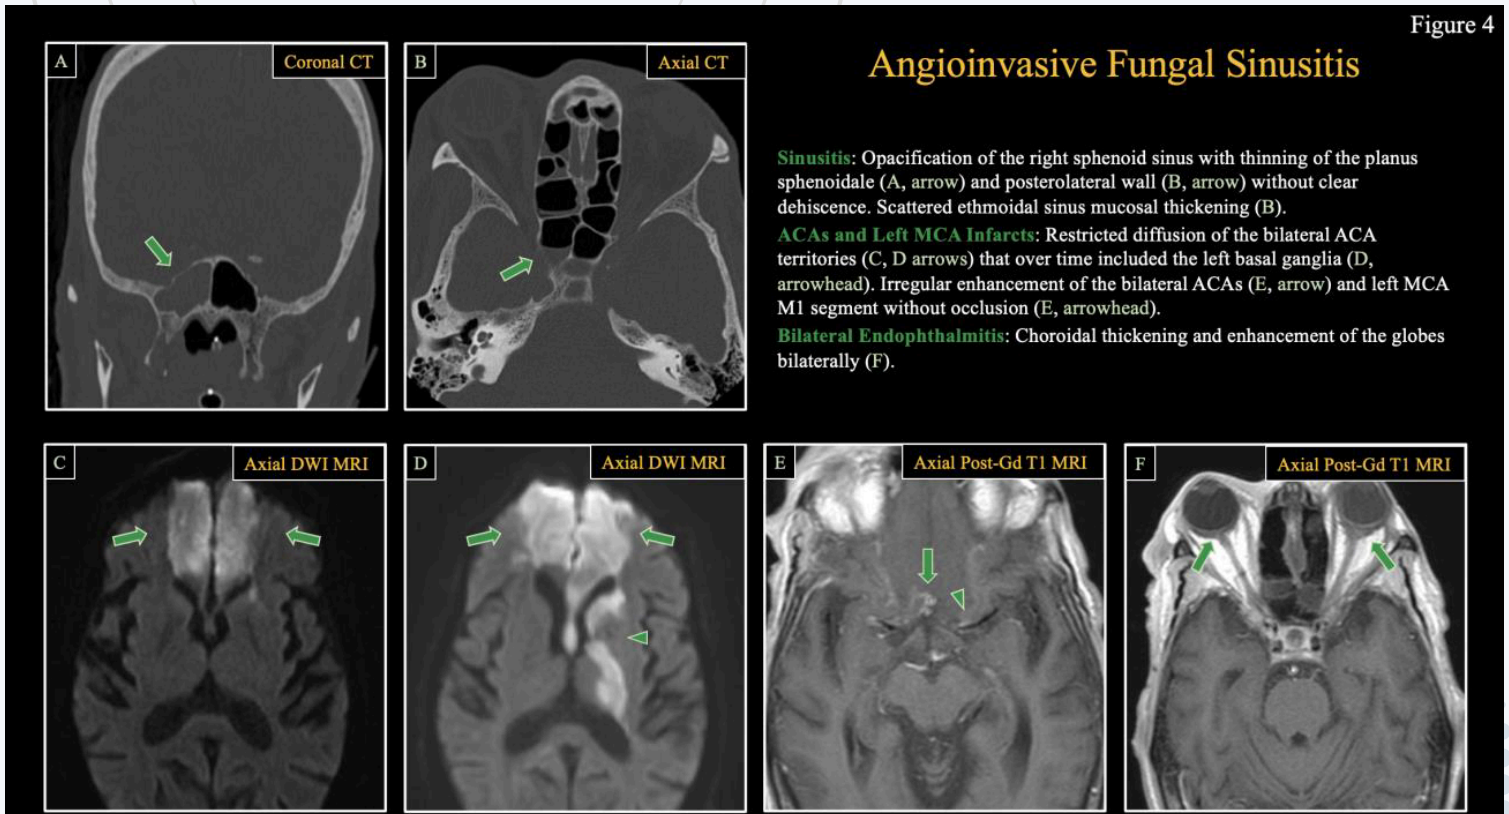 Figure 4
Angioinvasive Fungal Sinusitis
A
Coronal CT
B
Axial CT
Sinusitis: Opacification of the right sphenoid sinus with thinning of the planus
sphenoidale (A, arrow) and posterolateral wall (B, arrow) without clear
dehiscence. Scattered ethmoidal sinus mucosal thickening (B).
ACAs and Left MCA Infarcts: Restricted diffusion of the bilateral ACA
territories (C, D arrows) that over time included the left basal ganglia (D,
arrowhead). Irregular enhancement of the bilateral ACAs (E, arrow) and left MCA
M1 segment without occlusion (E, arrowhead).
Bilateral Endophthalmitis: Choroidal thickening and enhancement of the globes
bilaterally (F).
C
Axial DWI MRI
D
Axial DWI MRI
E
Axial Post-Gd T1 MRI
F
Axial Post-Gd T1 MRI